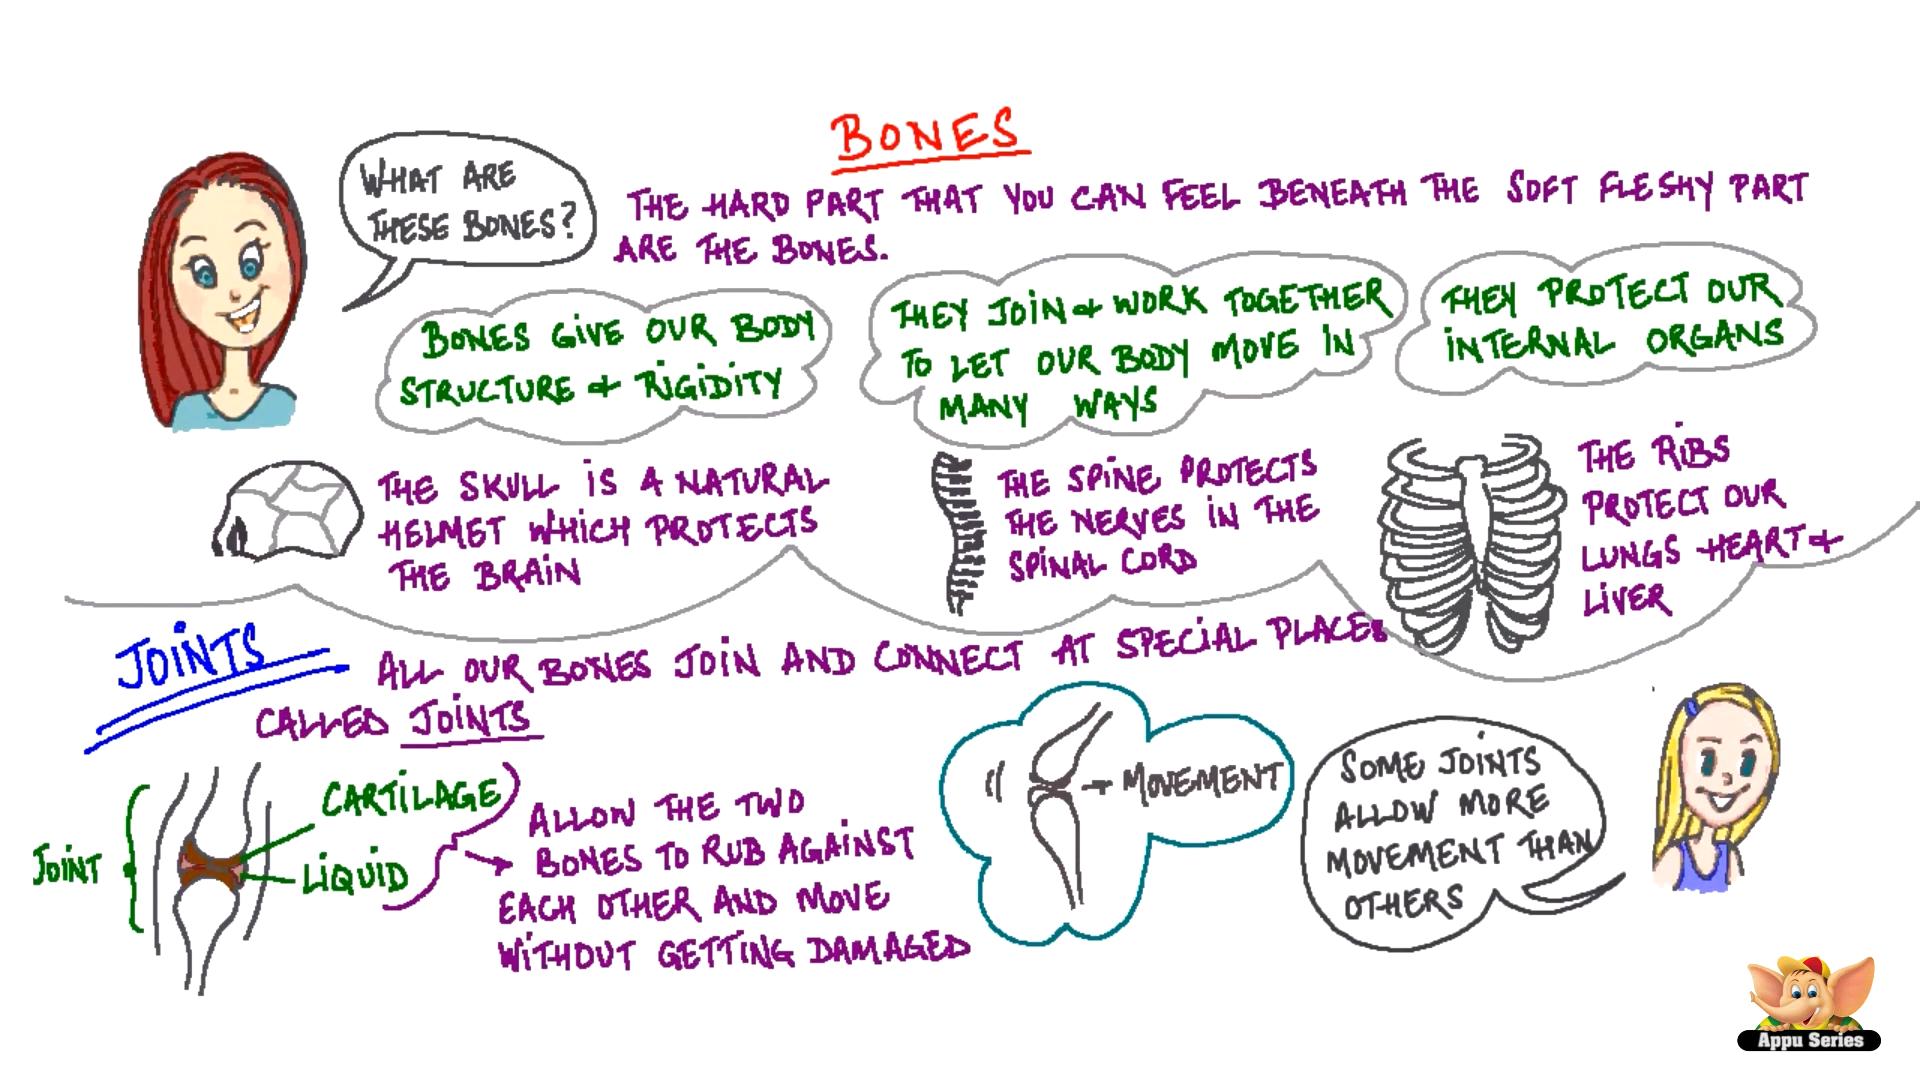 BONES
WHAT ARE
THESE BONES?
THE HARD PART THAT YOU CAN FEEL BENEATH THE SOFT FLESHY PART
ARE THE BONES.
BONES GIVE OUR BODY
STRUCTURE & RIGIDITY
THEY JOIN & WORK TOGETHER
TO LET OUR BODY MOVE IN
MANY WAYS
THEY PROTECT OUR
INTERNAL ORGANS
THE SKULL IS A NATURAL
HELMET WHICH PROTECTS
THE BRAIN
THE SPINE PROTECTS
THE NERVES IN THE
SPINAL CORD
THE RIBS
PROTECT OUR
LUNGS HEART &
LIVER
JOINTS
ALL OUR BONES JOIN AND CONNECT AT SPECIAL PLACES
CALLED JOINTS
JOINT
CARTILAGE
LIQUID
ALLOW THE TWO
BONES TO RUB AGAINST
EACH OTHER AND MOVE
WITHOUT GETTING DAMAGED
MOVEMENT
SOME JOINTS
ALLOW MORE
MOVEMENT THAN
OTHERS
Appu Series